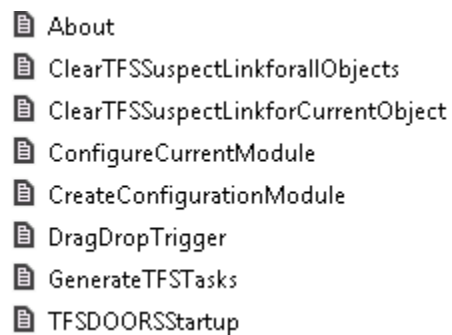 About
ClearTFSSuspectLinkforallObjects
ClearTFSSuspectLinkforCurrentObject
ConfigureCurrentModule
CreateConfigurationModule
DragDropTrigger
GenerateTFSTasks
TFSDOORSStartup